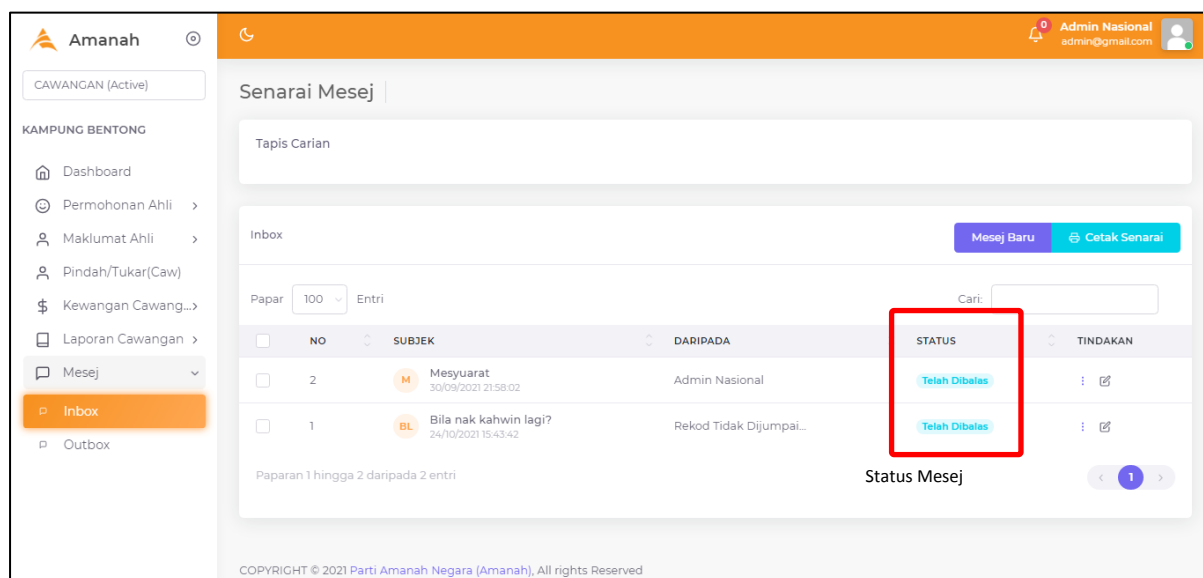 Amanah
0
Admin Nasional
admin@gmail.com
CAWANGAN (Active)
KAMPUNG BENTONG
Dashboard
Permohonan Ahli
Maklumat Ahli
Pindah/Tukar(Caw)
Kewangan Cawang...
Laporan Cawangan
Mesej
Inbox
Outbox
Senarai Mesej
Tapis Carian
Inbox
Mesej Baru
Cetak Senarai
Papar 100 Entri
Cari:
NO SUBJEK DARIPADA STATUS TINDAKAN
2 M Mesyuarat Admin Nasional Telah Dibalas
30/09/2021 21:58:02
1 BL Bila nak kahwin lagi? Rekod Tidak Dijumpai... Telah Dibalas
24/10/2021 15:43:42
Paparan 1 hingga 2 daripada 2 entri
Status Mesej
1
COPYRIGHT © 2021 Parti Amanah Negara (Amanah), All rights Reserved